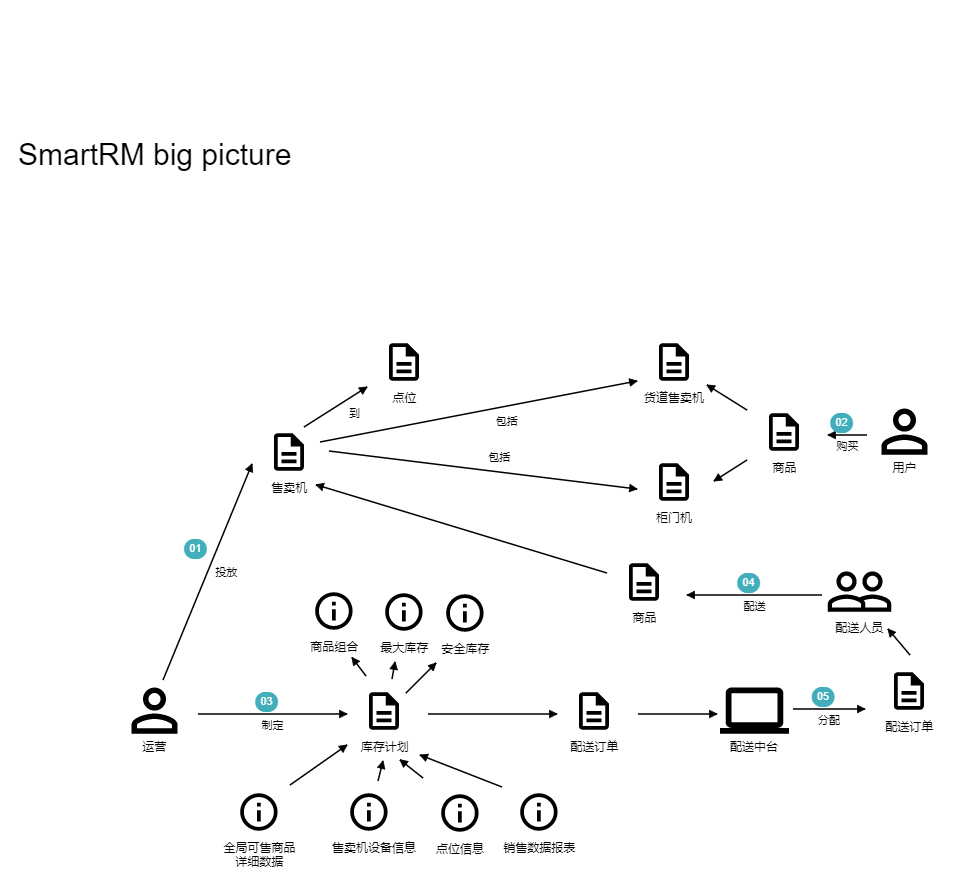 SmartRM big picture
点位
货道售卖机
到
包括
02
购买
商品
用户
包括
售卖机
柜门机
01
投放
04
配送
商品
配送人员
商品组合
最大库存
安全库存
03
制定
05
分配
运营
库存计划
配送订单
配送中台
配送订单
全局可售商品
详细数据
售卖机设备信息
点位信息
销售数据报表